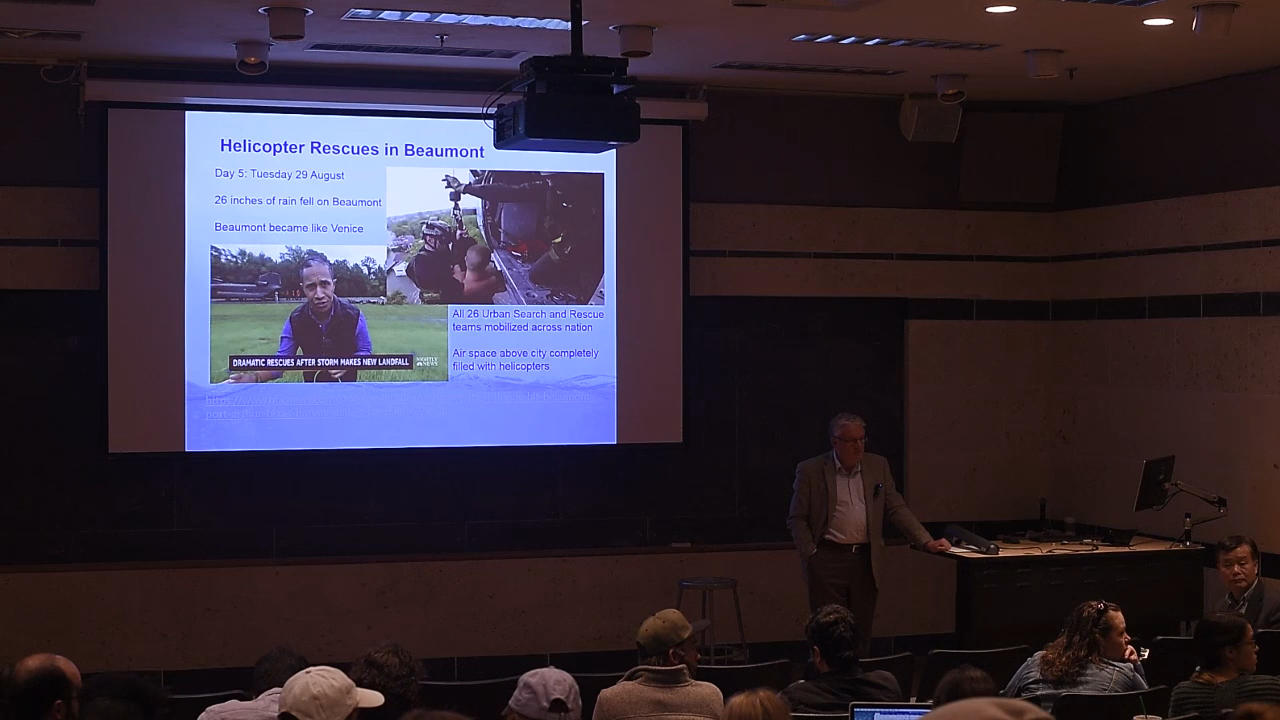 Helicopter Rescues in Beaumont
Day 5: Tuesday 29 August
26 inches of rain fell on Beaumont
Beaumont became like Venice
DRAMATIC RESCUES AFTER STORM MAKES NEW LANDFALL
NIGHTLY
NEWS
All 26 Urban Search and Rescue
teams mobilized across nation
Air space above city completely
filled with helicopters